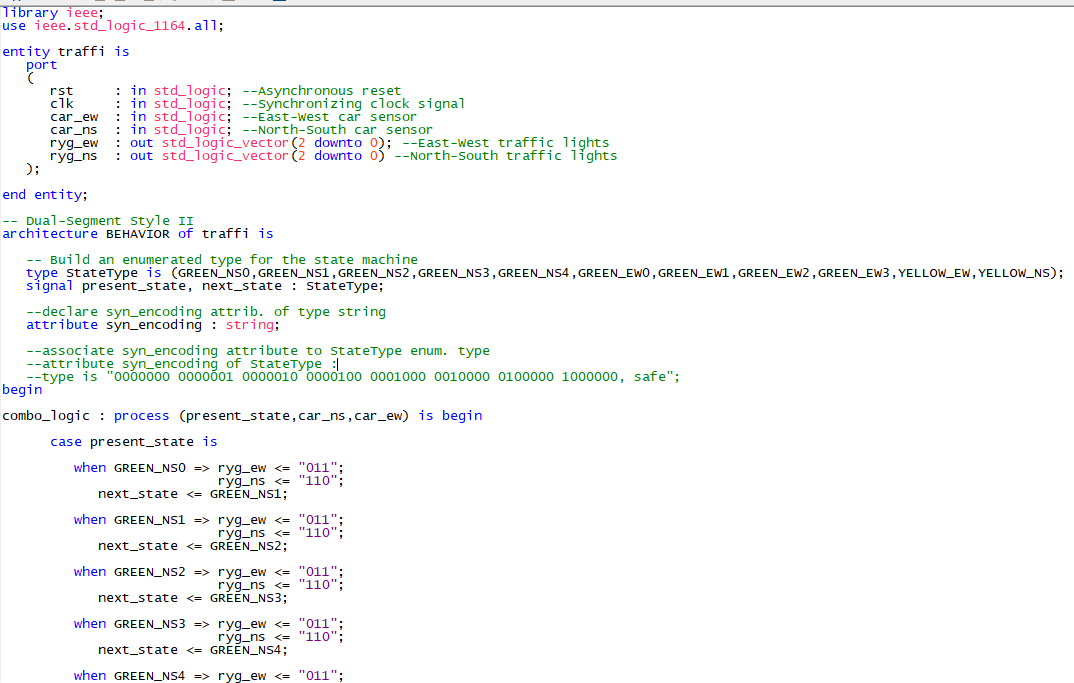 library ieee;
use ieee.std_logic_1164.all;
entity traffi is
port
(
rst : in std_logic; --Asynchronous reset
clk : in std_logic; --Synchronizing clock signal
car_ew : in std_logic; --East-West car sensor
car_ns : in std_logic; --North-South car sensor
ryg_ew : out std_logic_vector(2 downto 0); --East-West traffic lights
ryg_ns : out std_logic_vector(2 downto 0) --North-South traffic lights
);
end entity;
-- Dual-Segment Style II
architecture BEHAVIOR of traffi is
-- Build an enumerated type for the state machine
type StateType is (GREEN_NS0,GREEN_NS1,GREEN_NS2,GREEN_NS3,GREEN_NS4,GREEN_EW0,GREEN_EW1,GREEN_EW2,GREEN_EW3,YELLOW_EW,YELLOW_NS);
signal present_state, next_state : StateType;
--declare syn_encoding attrib. of type string
attribute syn_encoding : string;
--associate syn_encoding attribute to StateType enum. type
--attribute syn_encoding of StateType :
--type is "0000000 0000001 0000010 0000100 0001000 0010000 0100000 1000000, safe";
begin
combo_logic : process (present_state,car_ns,car_ew) is begin
case present_state is
when GREEN_NS0 => ryg_ew <= "011";
ryg_ns <= "110";
next_state <= GREEN_NS1;
when GREEN_NS1 => ryg_ew <= "011";
ryg_ns <= "110";
next_state <= GREEN_NS2;
when GREEN_NS2 => ryg_ew <= "011";
ryg_ns <= "110";
next_state <= GREEN_NS3;
when GREEN_NS3 => ryg_ew <= "011";
ryg_ns <= "110";
next_state <= GREEN_NS4;
when GREEN_NS4 => ryg_ew <= "011";